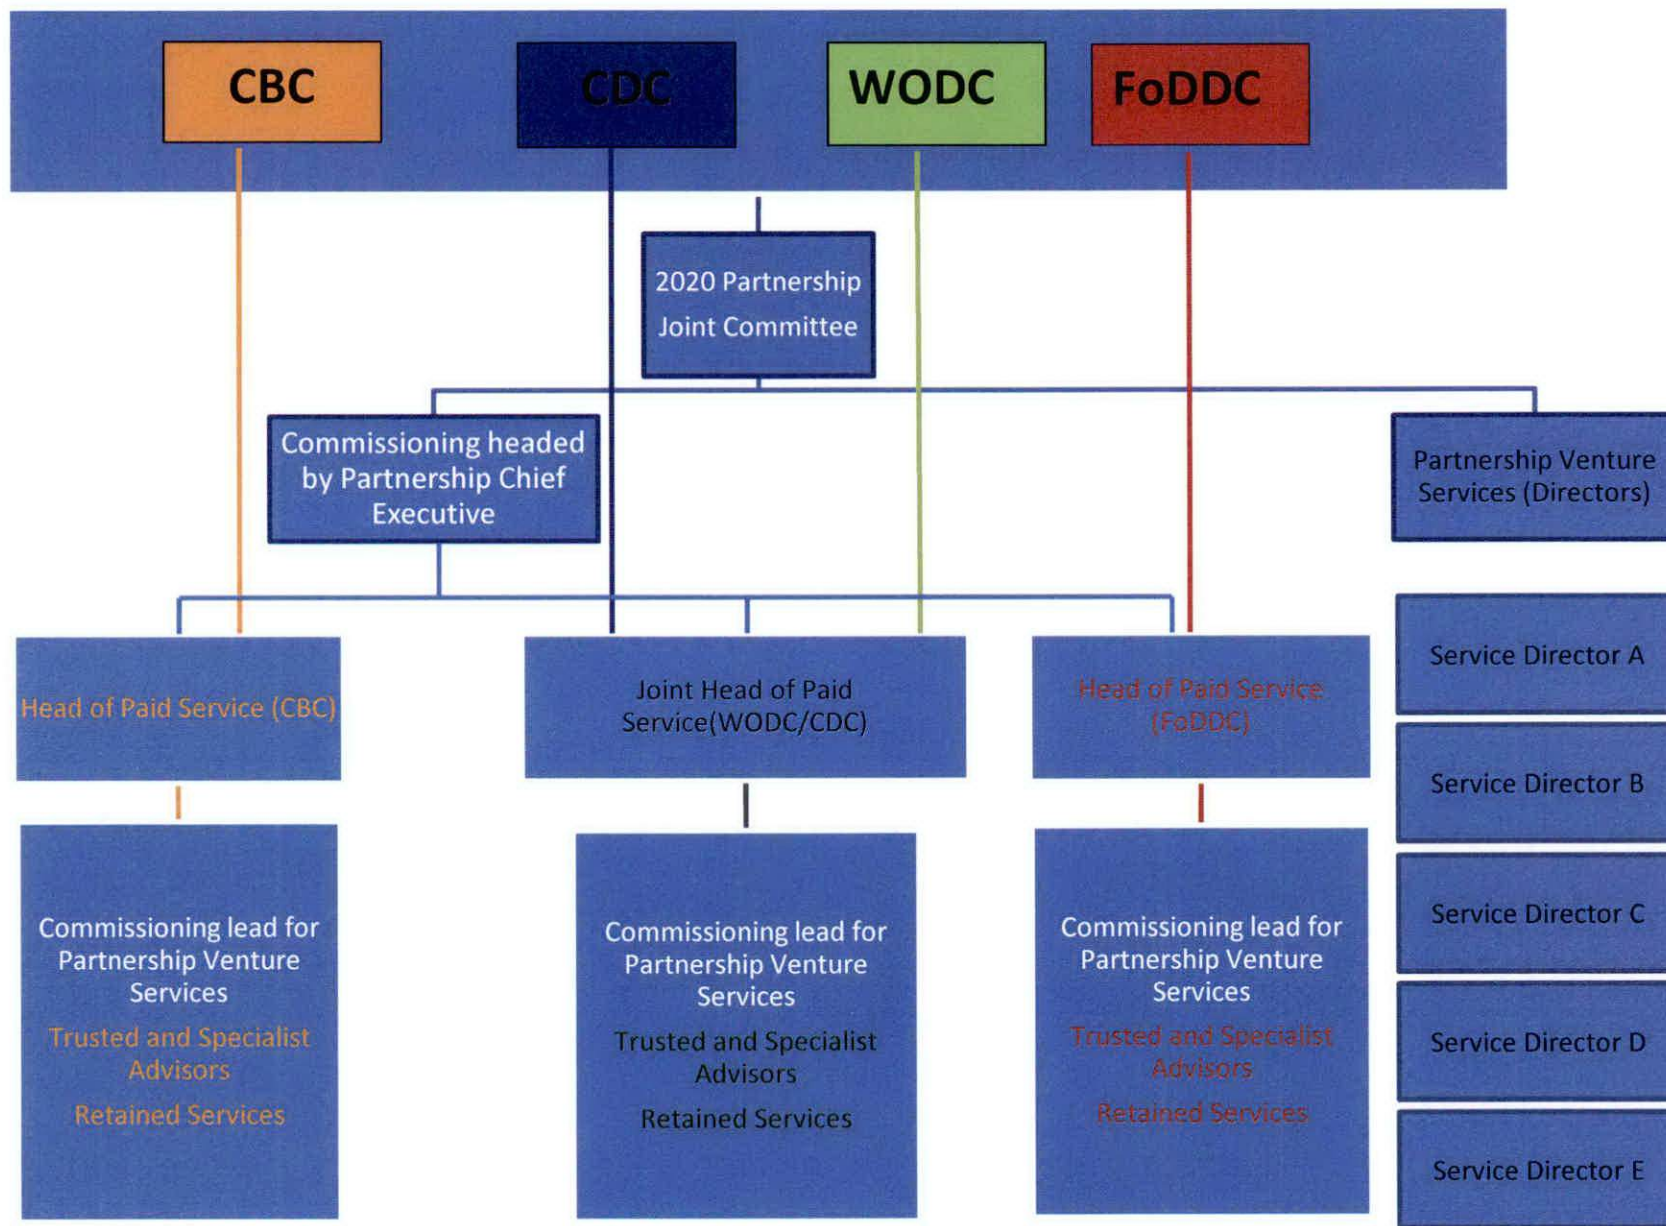 CBC
CDC
WODC
FoDDC
2020 Partnership
Joint Committee
Commissioning headed
by Partnership Chief
Executive
Partnership Venture
Services (Directors)
Head of Paid Service (CBC)
Joint Head of Paid
Service(WODC/CDC)
Head of Paid Service
(FoDDC)
Service Director A
Service Director B
Service Director C
Service Director D
Service Director E
Commissioning lead for
Partnership Venture
Services
Trusted and Specialist
Advisors
Retained Services
Commissioning lead for
Partnership Venture
Services
Trusted and Specialist
Advisors
Retained Services
Commissioning lead for
Partnership Venture
Services
Trusted and Specialist
Advisors
Retained Services